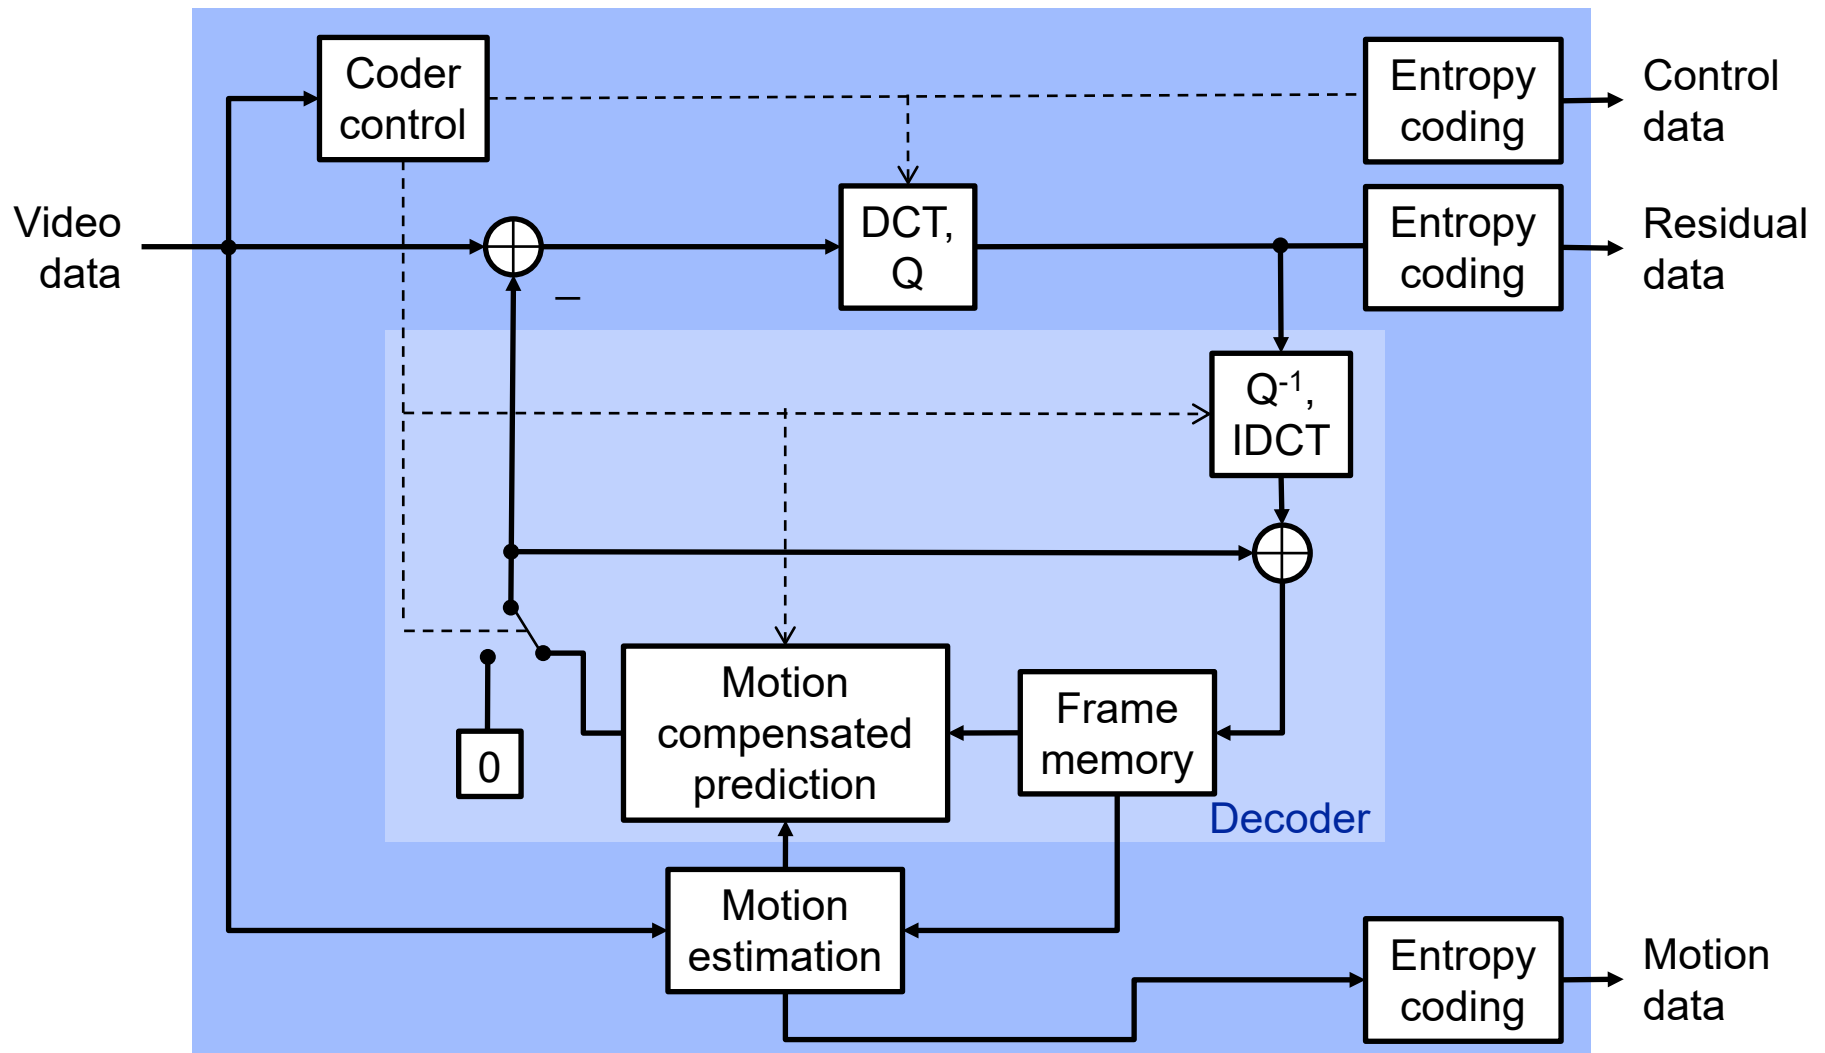 Coder
control
Entropy
coding
Control
data
Video
data
–
DCT,
Q
Entropy
coding
Residual
data
Q⁻¹,
IDCT
0
Motion
compensated
prediction
Frame
memory
Decoder
Motion
estimation
Entropy
coding
Motion
data